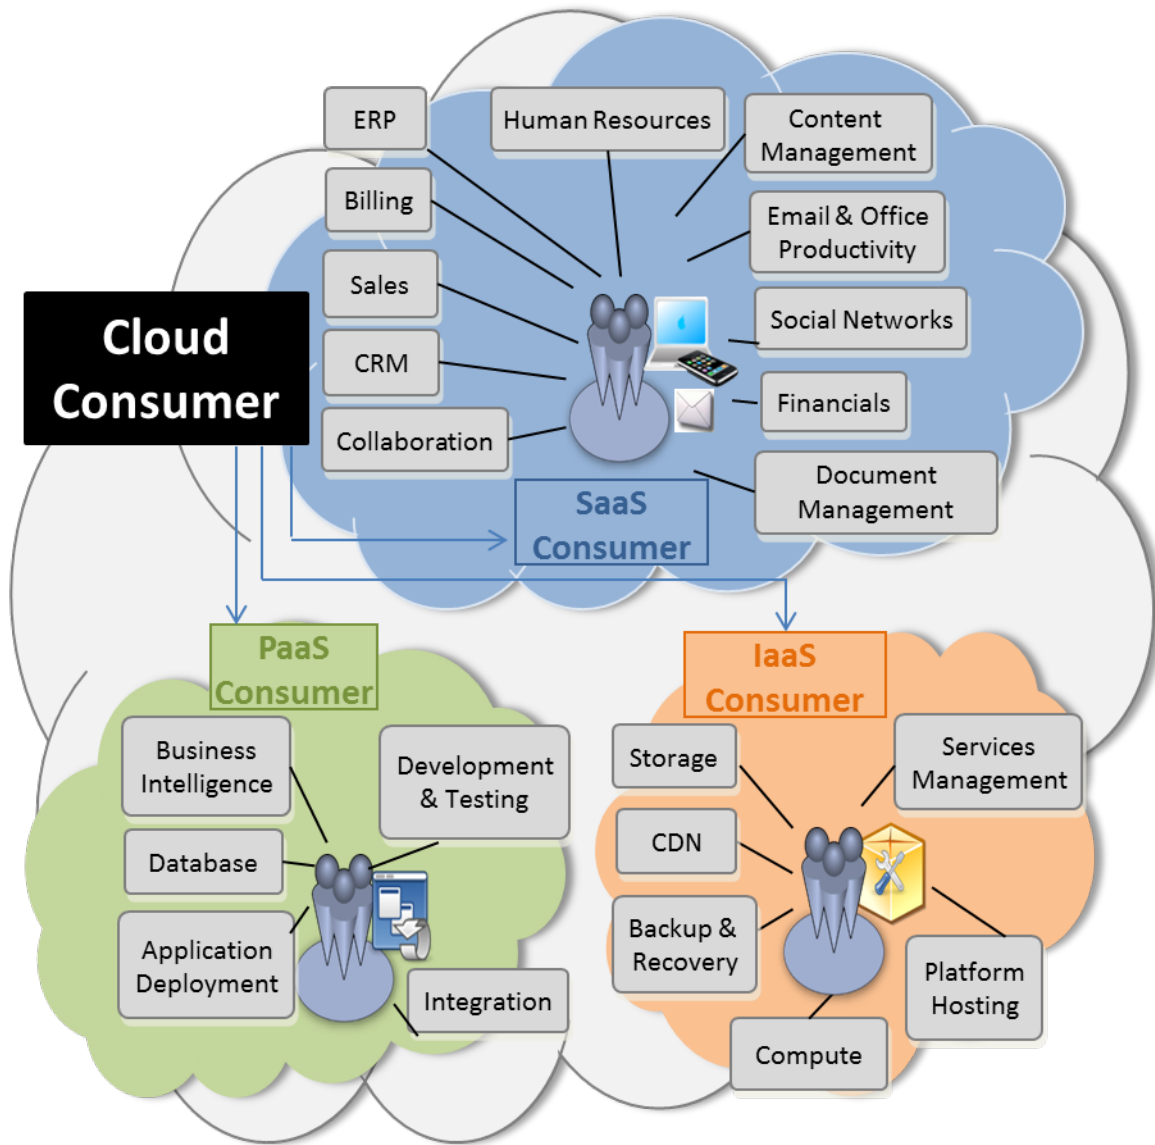 ERP
Human Resources
Content
Management
Billing
Email & Office
Productivity
Sales
Social Networks
Cloud
Consumer
CRM
Financials
Collaboration
Document
Management
SaaS
Consumer
PaaS
Consumer
Business
Intelligence
Development
& Testing
Database
Application
Deployment
Integration
IaaS
Consumer
Storage
Services
Management
CDN
Backup &
Recovery
Platform
Hosting
Compute